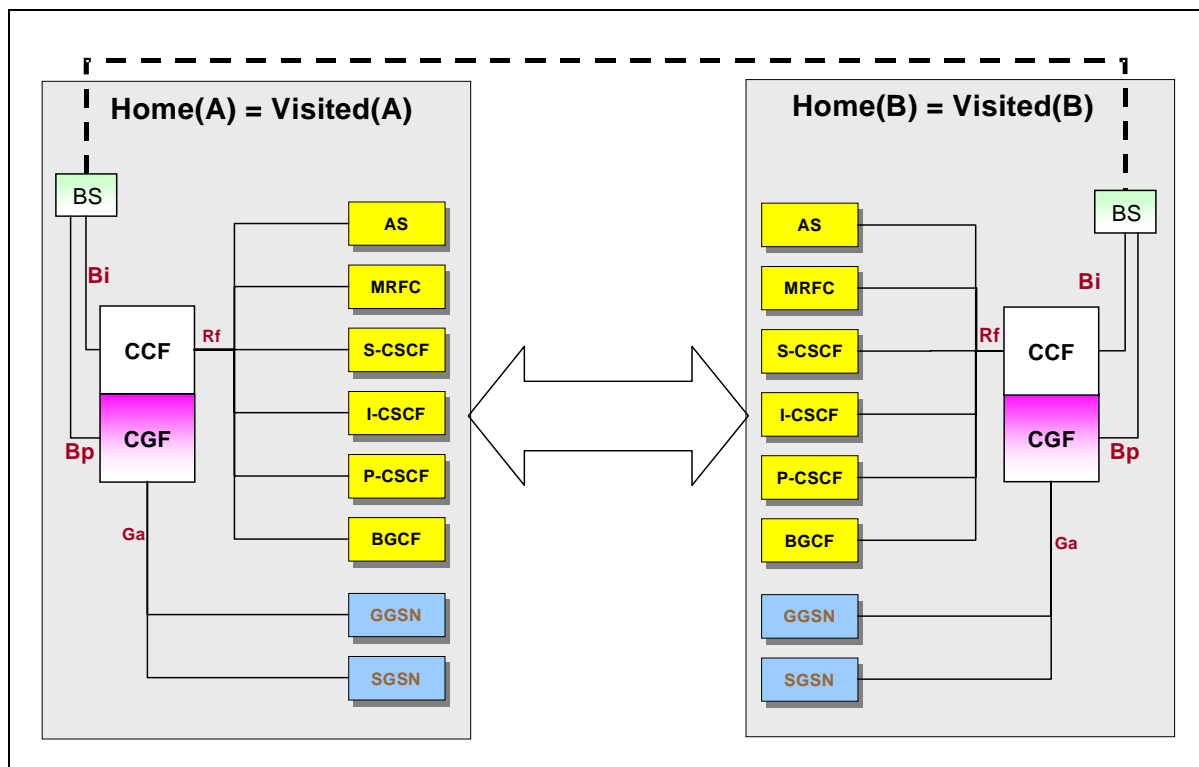 Home(A) = Visited(A)
BS
AS
Bi
MRFC
Rf
CCF
S-CSCF
I-CSCF
CGF
Bp
P-CSCF
Ga
BGCF
GGSN
SGSN
Home(B) = Visited(B)
BS
AS
Bi
MRFC
Rf
CCF
S-CSCF
I-CSCF
CGF
Bp
P-CSCF
BGCF
Ga
GGSN
SGSN